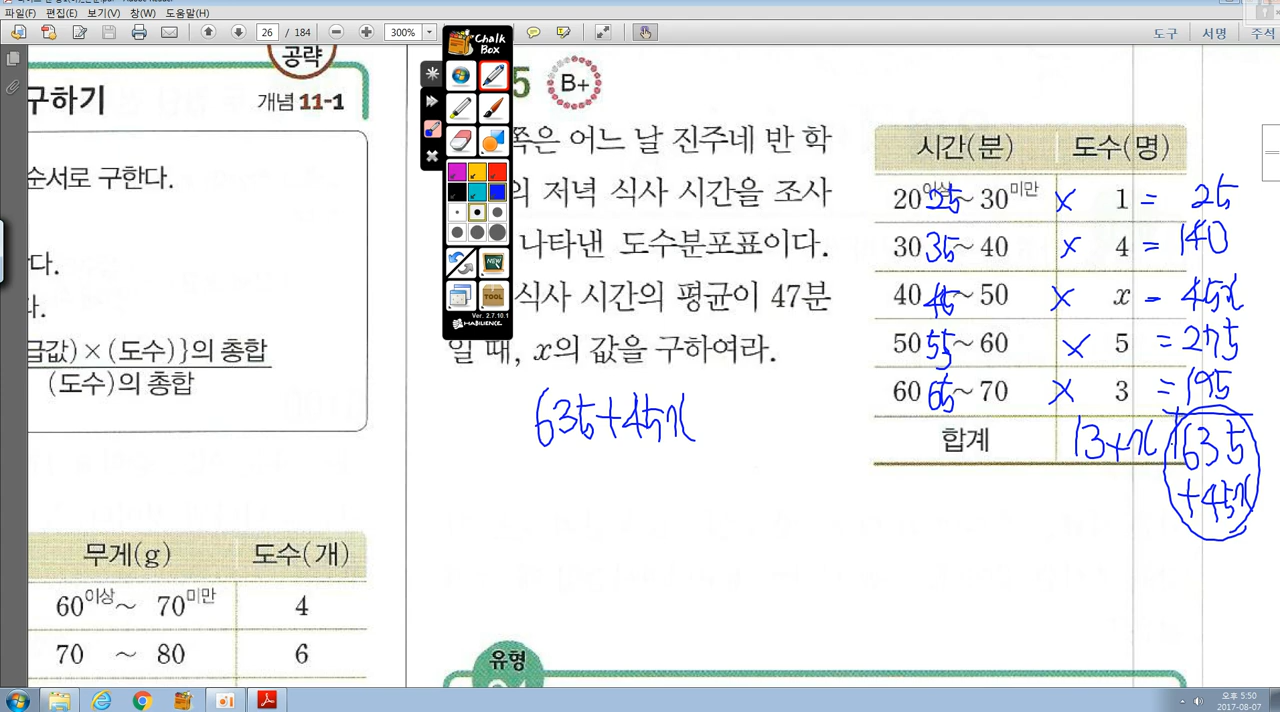 파일(F) 편집(E) 보기(V) 창(W) 도움말(H)
26 / 184 300%
도구 서명 주석
Chalk Box
TOOL
Ver. 2.7.10.1
공략
구하기 개념 11-1
순서로 구한다.
다.
다.
급값)×(도수)}의 총합
(도수)의 총합
무게(g) 도수(개)
60이상~ 70미만 4
70 ~ 80 6
5 B+
쪽은 어느 날 진주네 반 학
의 저녁 식사 시간을 조사
나타낸 도수분포표이다.
식사 시간의 평균이 47분
일 때, x의 값을 구하여라.
635+45x
시간(분) 도수(명)
20이상~30미만 1
25 × = 25
30 ~ 40 4
35 × = 140
40 ~ 50 x
45 × = 45x
50 ~ 60 5
55 × = 275
60 ~ 70 3
65 × = 195
합계 13+x 635
+45x
유형
오후 5:50
2017-08-07